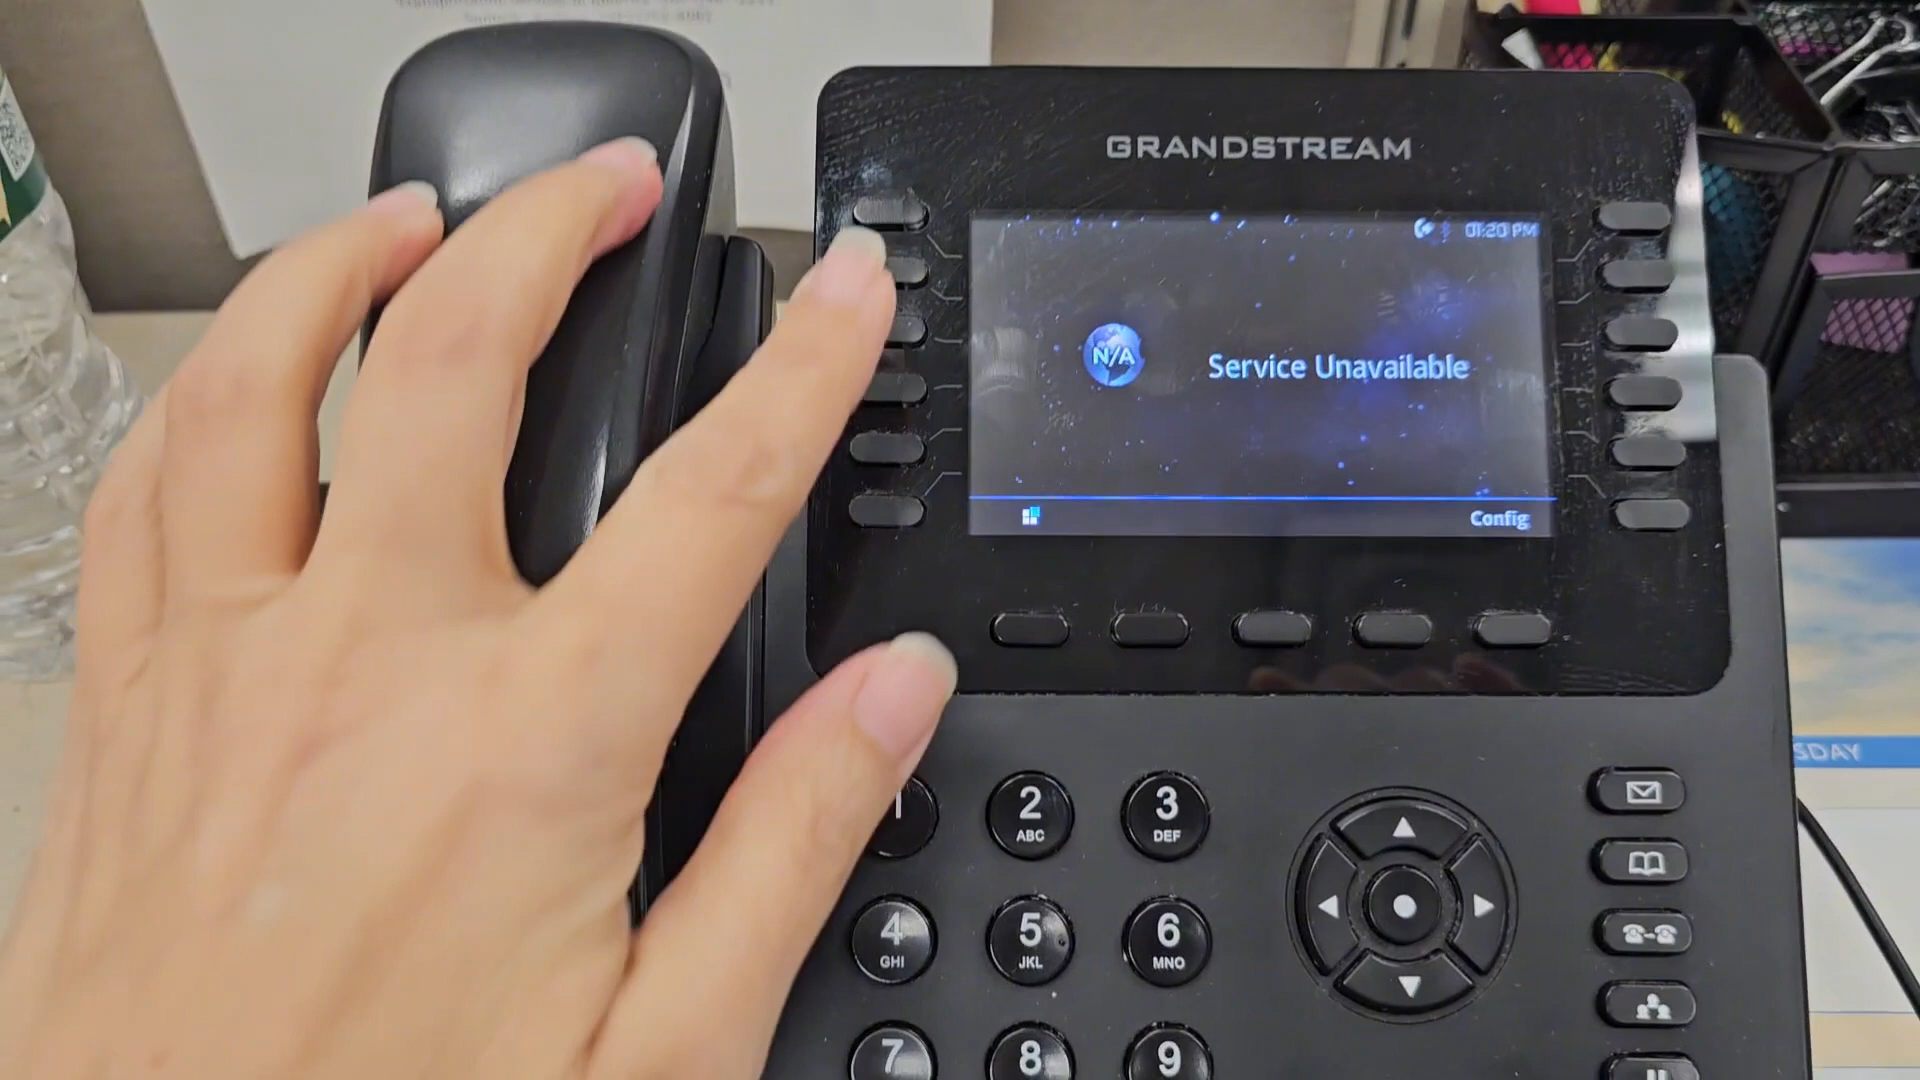 GRANDSTREAM
01:20 PM
N/A
Service Unavailable
Config
1
2
ABC
3
DEF
4
GHI
5
JKL
6
MNO
7
8
9
SDAY